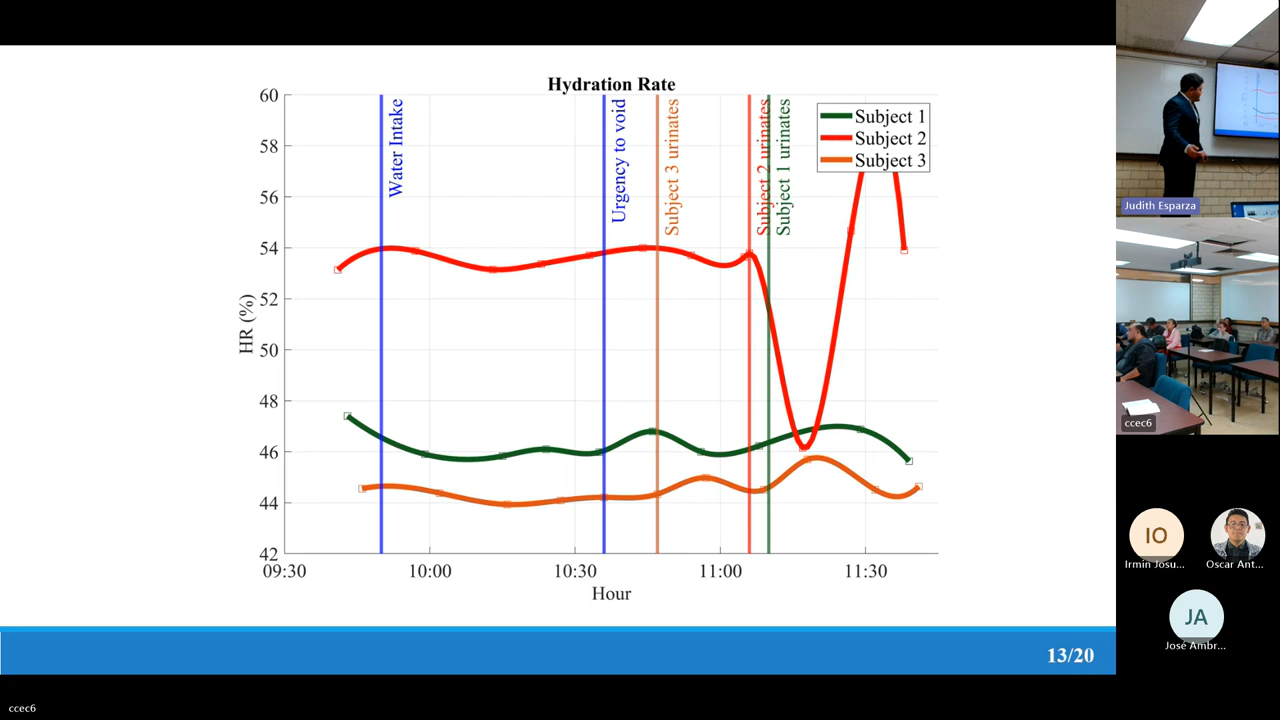 Hydration Rate
60
58
56
54
52
50
48
46
44
42
HR (%)
09:30
10:00
10:30
11:00
11:30
Hour
Water Intake
Urgency to void
Subject 3 urinates
Subject 2 urinates
Subject 1 urinates
Subject 1
Subject 2
Subject 3
13/20
ccec6
Judith Esparza
ccec6
IO
Irmin Josu...
Oscar Ant...
JA
José Ambr...